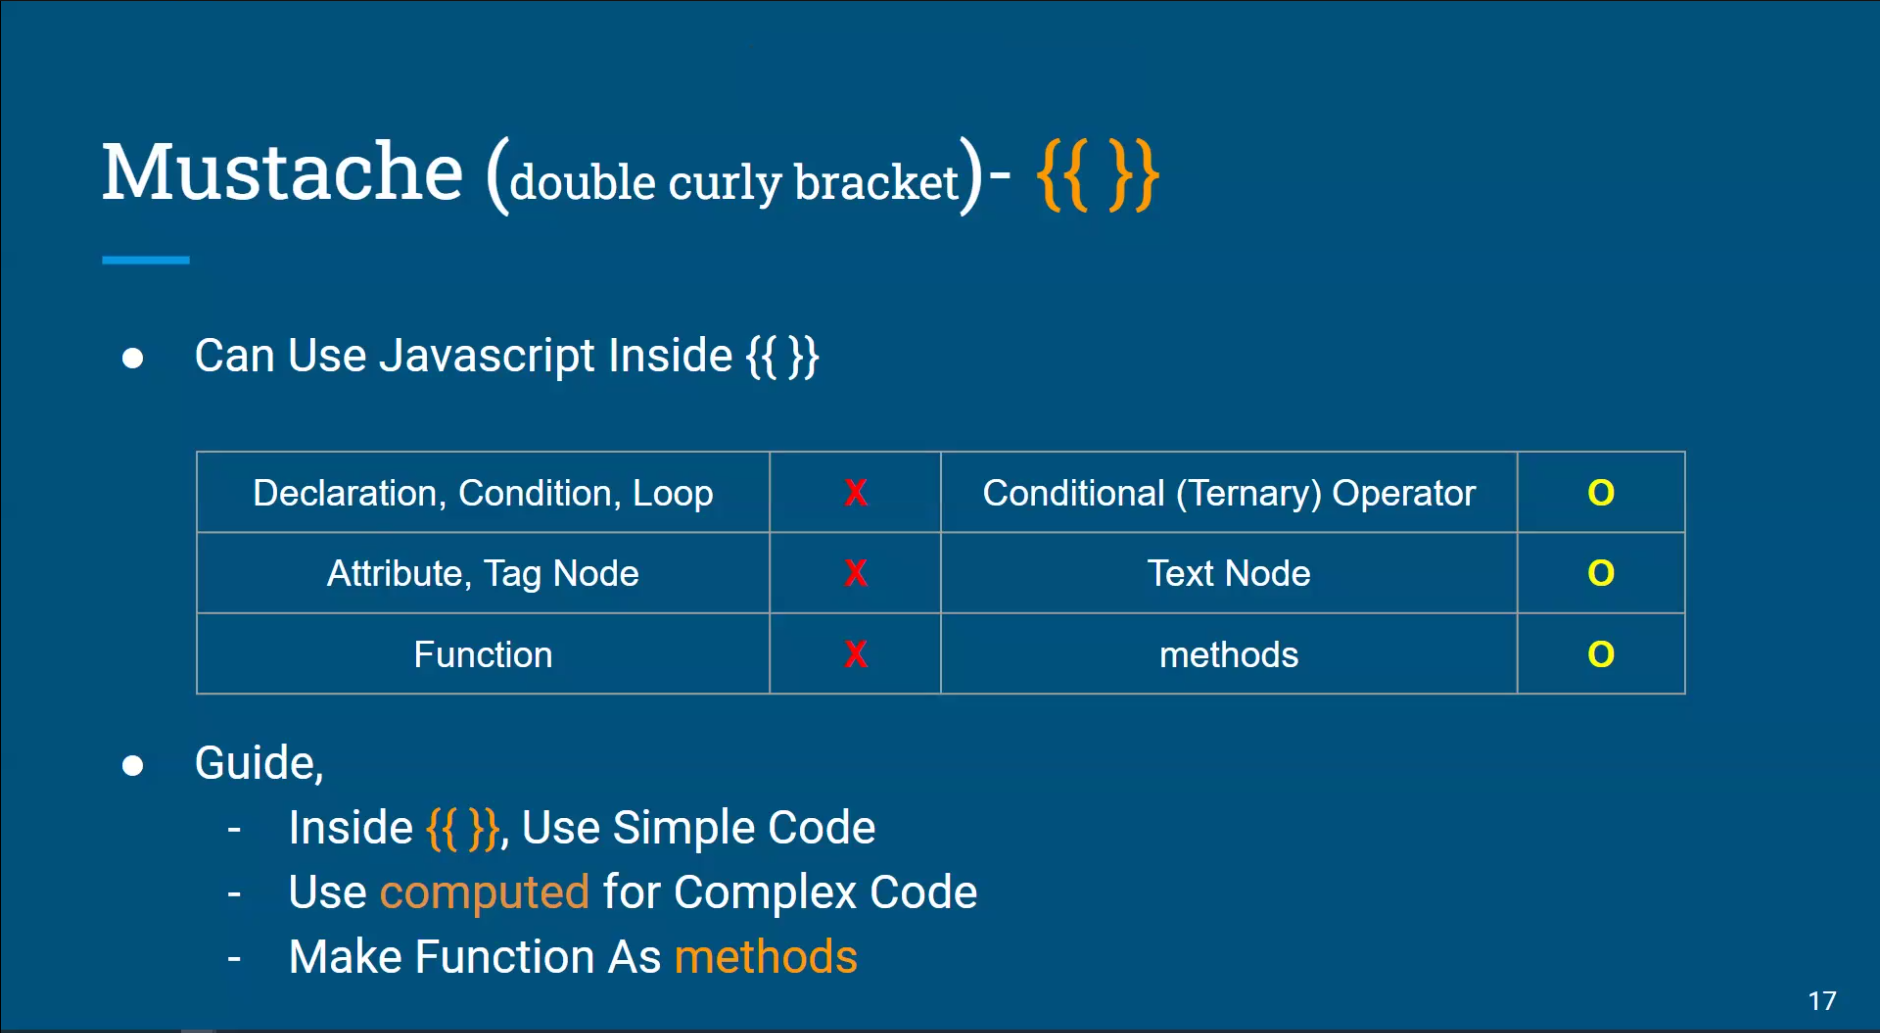 Mustache (double curly bracket)- {{ }}
● Can Use Javascript Inside {{ }}
Declaration, Condition, Loop X Conditional (Ternary) Operator O
Attribute, Tag Node X Text Node O
Function X methods O
● Guide,
- Inside {{ }}, Use Simple Code
- Use computed for Complex Code
- Make Function As methods
17